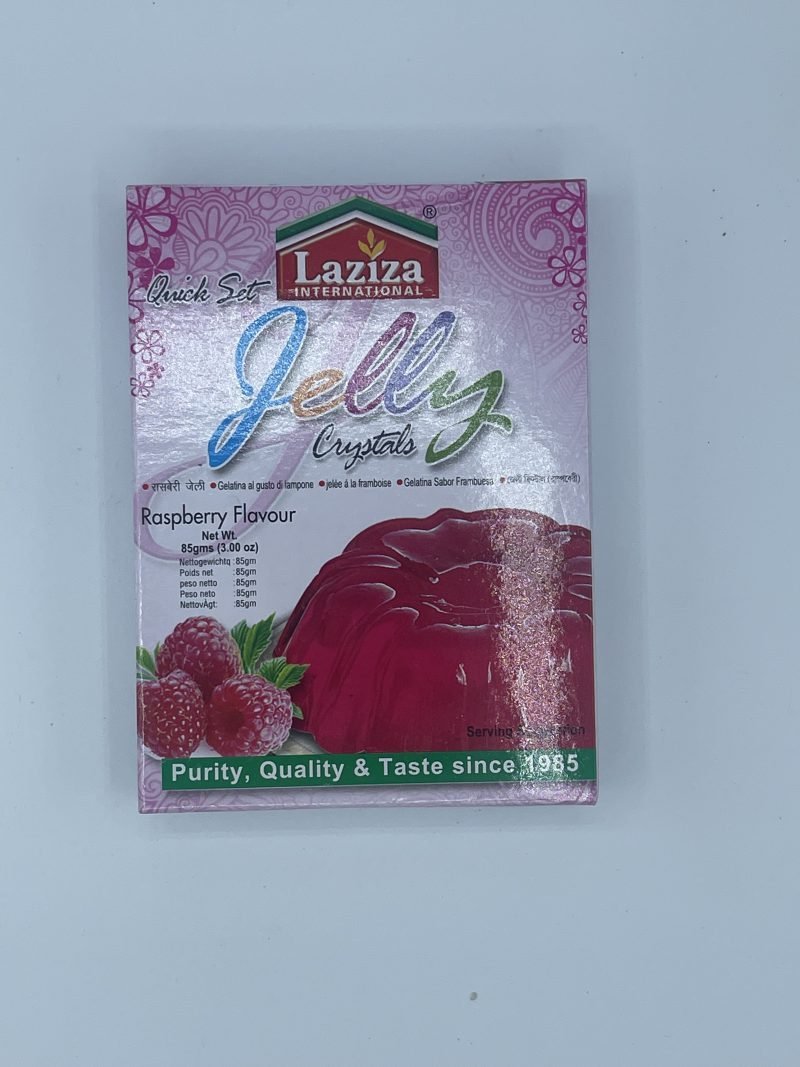 ®
Laziza
INTERNATIONAL
Quick Set
Jelly
Crystals
• रासबेरी जेली • Gelatina al gusto di lampone • jelée á la framboise • Gelatina Sabor Frambuesa
Raspberry Flavour
Net Wt.
85gms (3.00 oz)
Nettogewichtq :85gm
Poids net :85gm
peso netto :85gm
Peso neto :85gm
NettovÀgt: :85gm
Serving
Purity, Quality & Taste since 1985